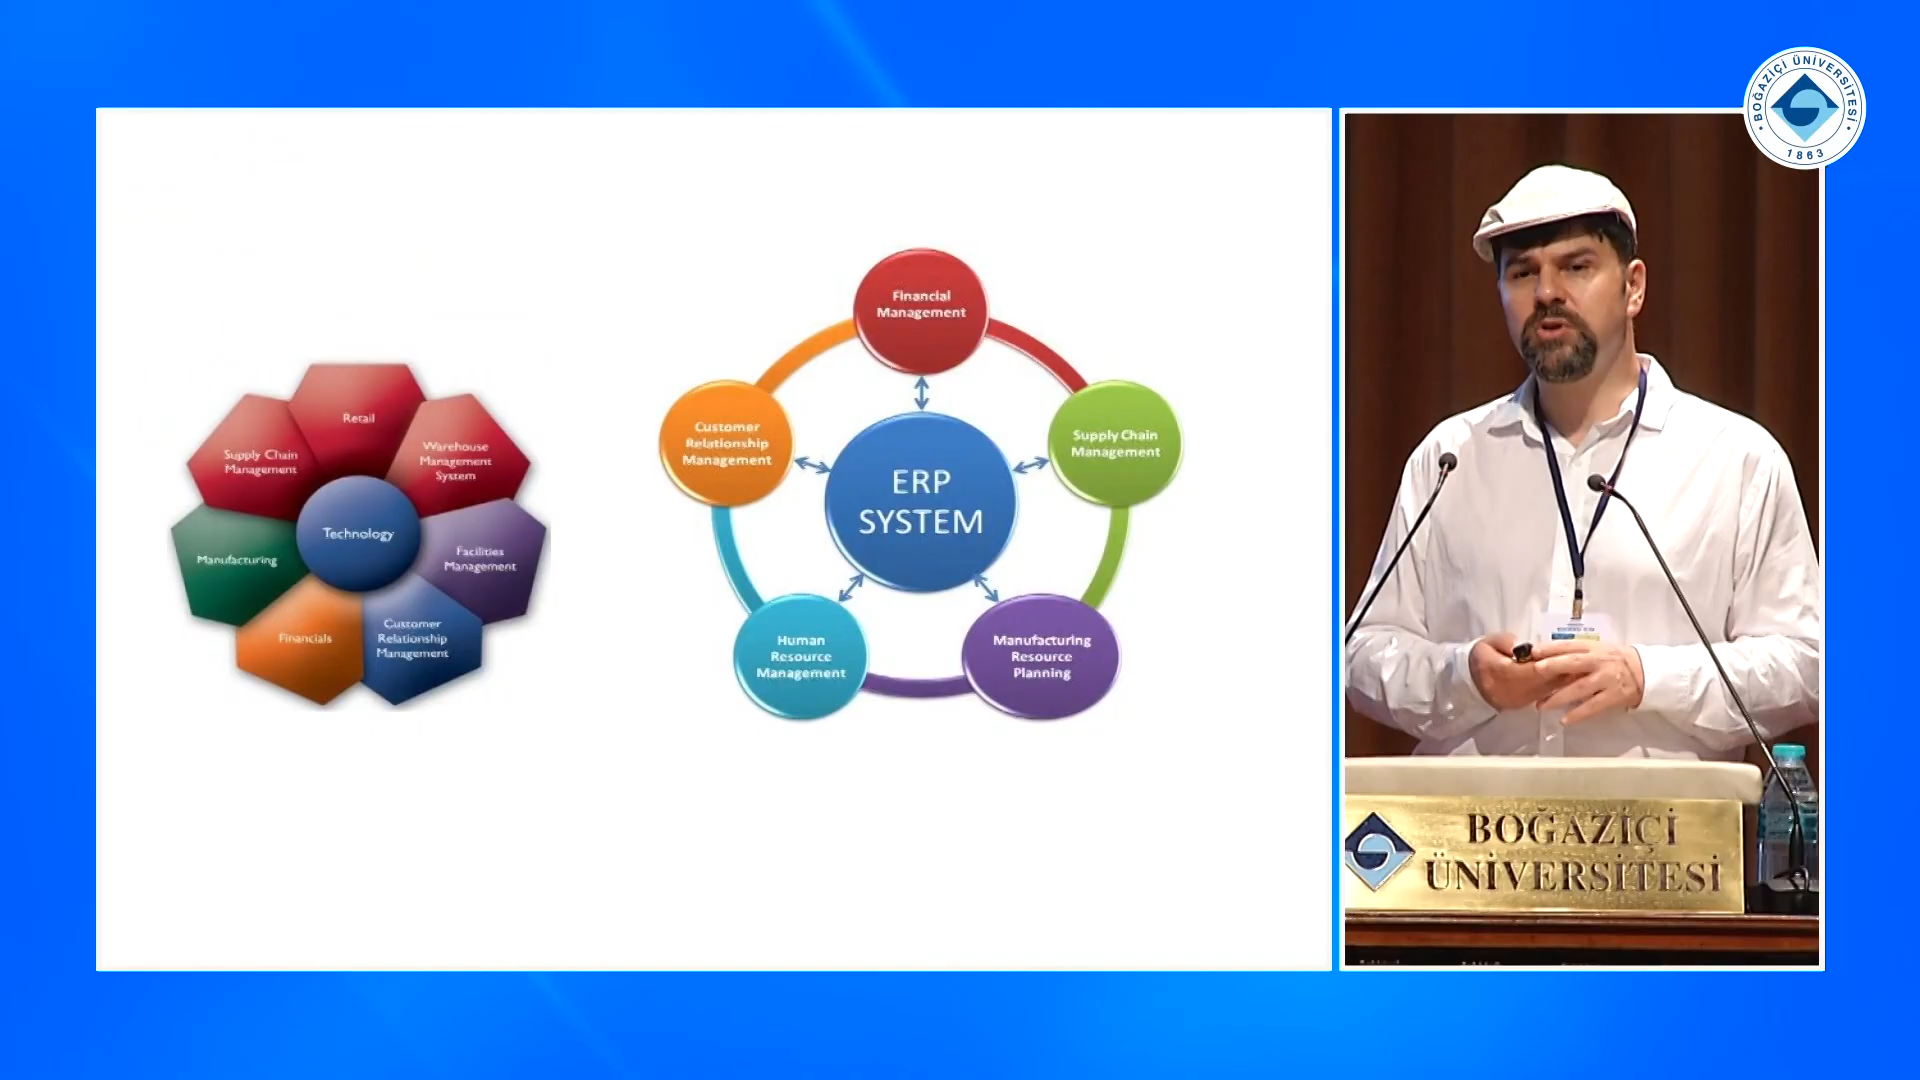 Retail
Supply Chain
Management
Warehouse
Management
System
Technology
Manufacturing
Facilities
Management
Financials
Customer
Relationship
Management
Financial
Management
Customer
Relationship
Management
Supply Chain
Management
ERP
SYSTEM
Human
Resource
Management
Manufacturing
Resource
Planning
BOĞAZİÇİ ÜNİVERSİTESİ
1863
BOĞAZİÇİ
ÜNİVERSİTESİ